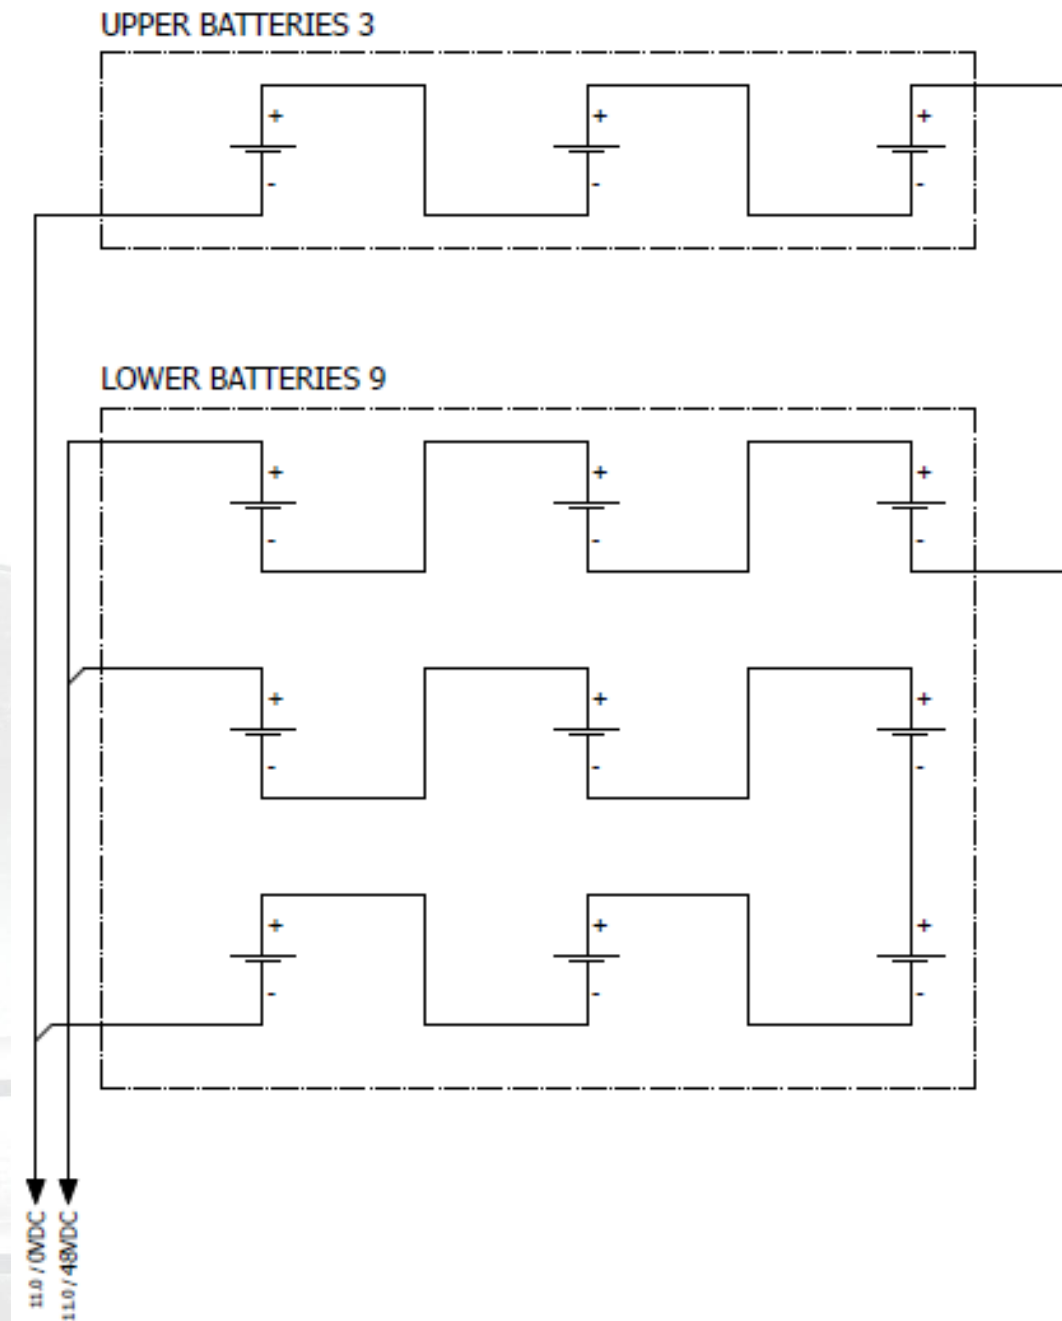 UPPER BATTERIES 3
+ + +
- - -
LOWER BATTERIES 9
+ + +
- - -
+ + +
- - -
+ + +
- - -
11.0 / 0VDC
11.0 / 48VDC